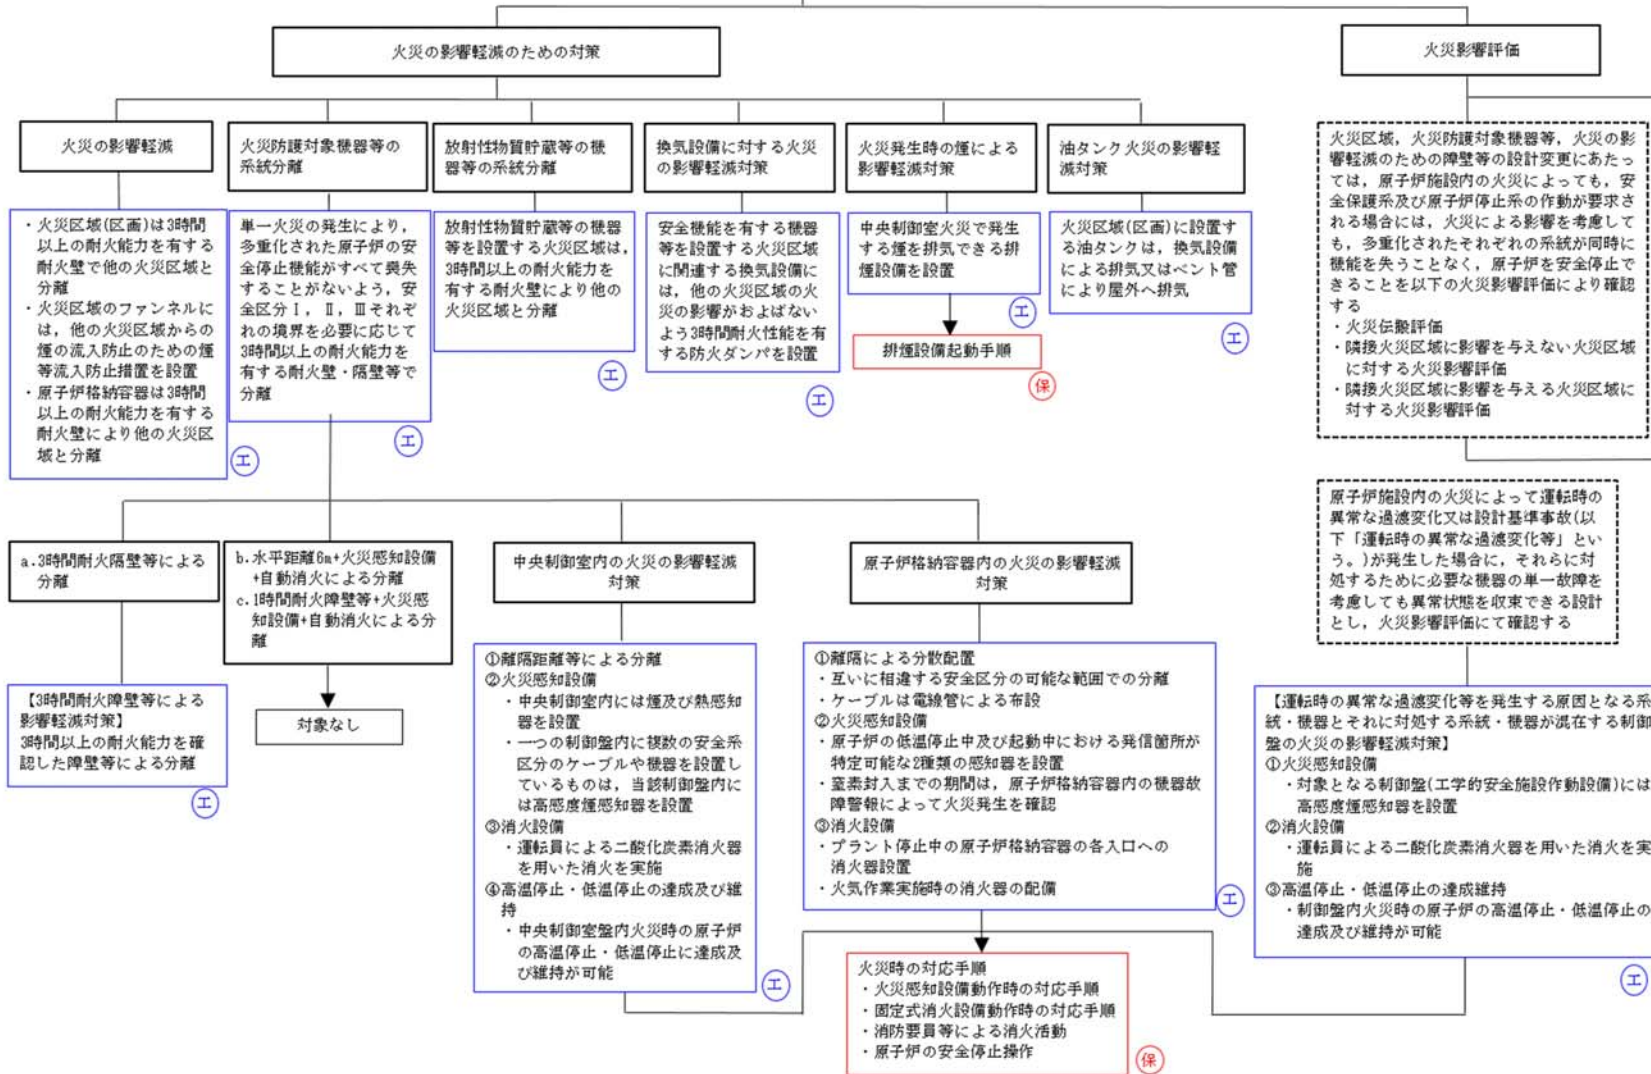 火災の影響軽減のための対策
火災影響評価
火災の影響軽減
火災防護対象機器等の
系統分離
放射性物質貯蔵等の機
器等の系統分離
換気設備に対する火災
の影響軽減対策
火災発生時の煙による
影響軽減対策
油タンク火災の影響軽
減対策
・火災区域(区画)は3時間
以上の耐火能力を有する
耐火壁で他の火災区域と
分離
・火災区域のファンネルに
は，他の火災区域からの
煙の流入防止のための煙
等流入防止措置を設置
・原子炉格納容器は3時間
以上の耐火能力を有する
耐火壁により他の火災区
域と分離
エ
単一火災の発生により，
多重化された原子炉の安
全停止機能がすべて喪失
することがないよう，安
全区分Ⅰ，Ⅱ，Ⅲそれぞ
れの境界を必要に応じて
3時間以上の耐火能力を
有する耐火壁・隔壁等で
分離
エ
放射性物質貯蔵等の機器
等を設置する火災区域は，
3時間以上の耐火能力を
有する耐火壁により他の
火災区域と分離
エ
安全機能を有する機器
等を設置する火災区域
に関連する換気設備に
は，他の火災区域の火
災の影響がおよばない
よう3時間耐火性能を有
する防火ダンパを設置
エ
中央制御室火災で発生
する煙を排気できる排
煙設備を設置
エ
排煙設備起動手順
保
火災区域(区画)に設置す
る油タンクは，換気設備
による排気又はベント管
により屋外へ排気
エ
火災区域，火災防護対象機器等，火災の影
響軽減のための障壁等の設計変更にあたっ
ては，原子炉施設内の火災によっても，安
全保護系及び原子炉停止系の作動が要求さ
れる場合には，火災による影響を考慮して
も，多重化されたそれぞれの系統が同時に
機能を失うことなく，原子炉を安全停止で
きることを以下の火災影響評価により確認
する
・火災伝搬評価
・隣接火災区域に影響を与えない火災区域
に対する火災影響評価
・隣接火災区域に影響を与える火災区域に
対する火災影響評価
a.3時間耐火隔壁等による
分離
b.水平距離6m+火災感知設備
+自動消火による分離
c.1時間耐火障壁等+火災感
知設備+自動消火による分
離
中央制御室内の火災の影響軽減
対策
原子炉格納容器内の火災の影響軽減
対策
原子炉施設内の火災によって運転時の
異常な過渡変化又は設計基準事故(以
下「運転時の異常な過渡変化等」とい
う。)が発生した場合に，それらに対
処するために必要な機器の単一故障を
考慮しても異常状態を収束できる設計
とし，火災影響評価にて確認する
【3時間耐火障壁等による
影響軽減対策】
3時間以上の耐火能力を確
認した障壁等による分離
エ
対象なし
①離隔距離等による分離
②火災感知設備
・中央制御室内には煙及び熱感知
器を設置
・一つの制御盤内に複数の安全系
区分のケーブルや機器を設置し
ているものは，当該制御盤内に
は高感度煙感知器を設置
③消火設備
・運転員による二酸化炭素消火器
を用いた消火を実施
④高温停止・低温停止の達成及び維
持
・中央制御室盤内火災時の原子炉
の高温停止・低温停止に達成及
び維持が可能
エ
①離隔による分散配置
・互いに相違する安全区分の可能な範囲での分離
・ケーブルは電線管による布設
②火災感知設備
・原子炉の低温停止中及び起動中における発信箇所が
特定可能な2種類の感知器を設置
・窒素封入までの期間は，原子炉格納容器内の機器故
障警報によって火災発生を確認
③消火設備
・プラント停止中の原子炉格納容器の各入口への
消火器設置
・火気作業実施時の消火器の配備
エ
【運転時の異常な過渡変化等を発生する原因となる系
統・機器とそれに対処する系統・機器が混在する制御
盤の火災の影響軽減対策】
①火災感知設備
・対象となる制御盤(工学的安全施設作動設備)には
高感度煙感知器を設置
②消火設備
・運転員による二酸化炭素消火器を用いた消火を実
施
③高温停止・低温停止の達成維持
・制御盤内火災時の原子炉の高温停止・低温停止の
達成及び維持が可能
エ
火災時の対応手順
・火災感知設備動作時の対応手順
・固定式消火設備動作時の対応手順
・消防要員等による消火活動
・原子炉の安全停止操作
保